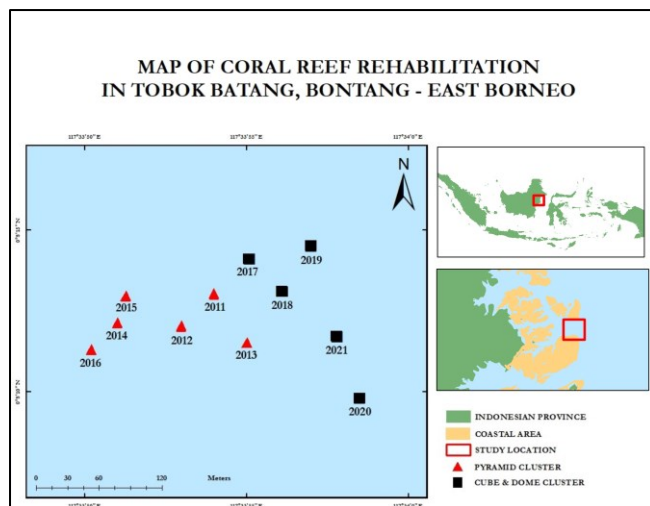 MAP OF CORAL REEF REHABILITATION
IN TOBOK BATANG, BONTANG - EAST BORNEO
N
2017
2019
2015
2011
2018
2014
2012
2021
2013
2016
2020
0 30 60 120
Meters
INDONESIAN PROVINCE
COASTAL AREA
STUDY LOCATION
PYRAMID CLUSTER
CUBE & DOME CLUSTER